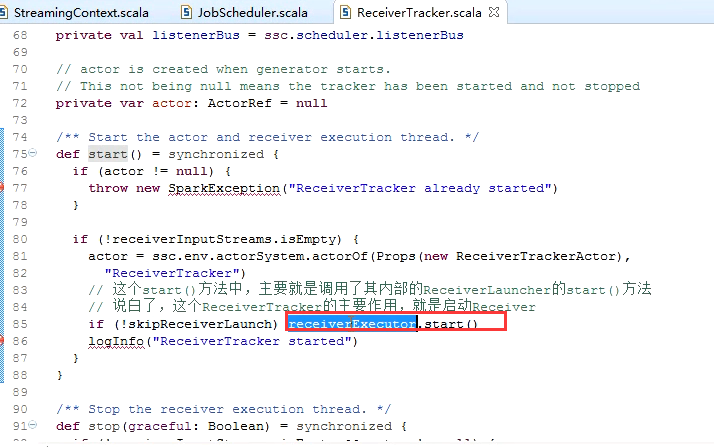 StreamingContext.scala JobScheduler.scala ReceiverTracker.scala
68 private val listenerBus = ssc.scheduler.listenerBus
69
70 // actor is created when generator starts.
71 // This not being null means the tracker has been started and not stopped
72 private var actor: ActorRef = null
73
74 /** Start the actor and receiver execution thread. */
75 def start() = synchronized {
76 if (actor != null) {
77 throw new SparkException("ReceiverTracker already started")
78 }
79
80 if (!receiverInputStreams.isEmpty) {
81 actor = ssc.env.actorSystem.actorOf(Props(new ReceiverTrackerActor),
82 "ReceiverTracker")
83 // 这个start()方法中，主要就是调用了其内部的ReceiverLauncher的start()方法
84 // 说白了，这个ReceiverTracker的主要作用，就是启动Receiver
85 if (!skipReceiverLaunch) receiverExecutor.start()
86 logInfo("ReceiverTracker started")
87 }
88 }
89
90 /** Stop the receiver execution thread. */
91 def stop(graceful: Boolean) = synchronized {